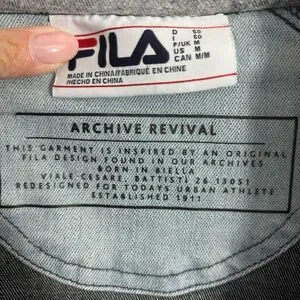 FILA
D 50
I 50
F/UK M
US M
CAN M/M
MADE IN CHINA/FABRIQUÉ EN CHINE
/HECHO EN CHINA
ARCHIVE REVIVAL
THIS GARMENT IS INSPIRED BY AN ORIGINAL
FILA DESIGN FOUND IN OUR ARCHIVES
BORN IN BIELLA
VIALE CESARE, BATTISTI 26 13051
REDESIGNED FOR TODAYS URBAN ATHLETE
ESTABLISHED 1911